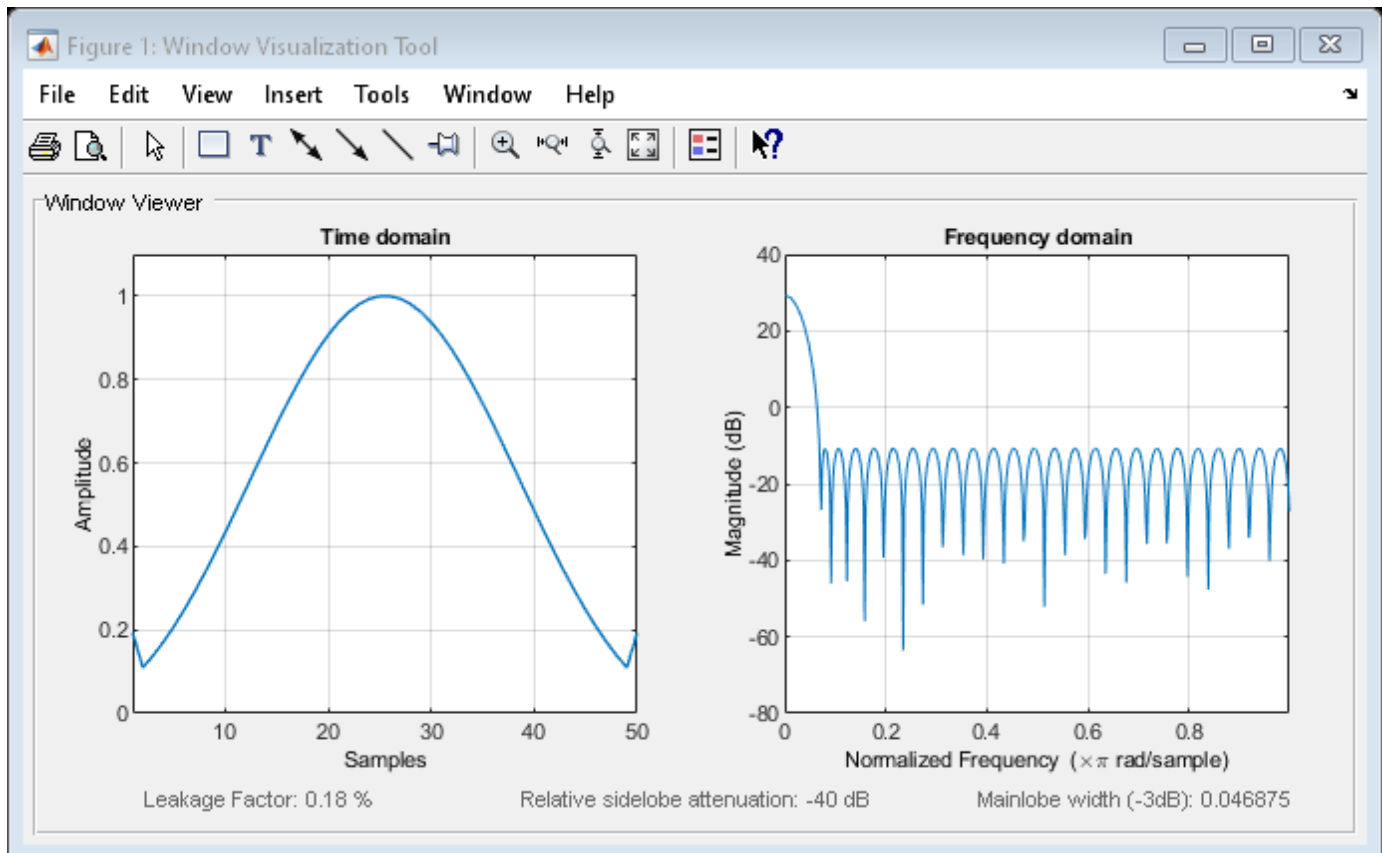 Figure 1: Window Visualization Tool
File Edit View Insert Tools Window Help
T
?
Window Viewer
Time domain
1
0.8
0.6
0.4
0.2
0
Amplitude
10 20 30 40 50
Samples
Frequency domain
40
20
0
-20
-40
-60
-80
Magnitude (dB)
0 0.2 0.4 0.6 0.8
Normalized Frequency (×π rad/sample)
Leakage Factor: 0.18 %
Relative sidelobe attenuation: -40 dB
Mainlobe width (-3dB): 0.046875